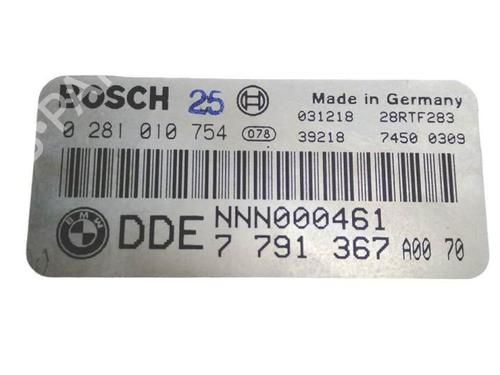 BOSCH 25 Made in Germany
031218 28RTF283
0 281 010 754 078 39218 7450 0309
BMW DDE NNN000461
7 791 367 A00 70